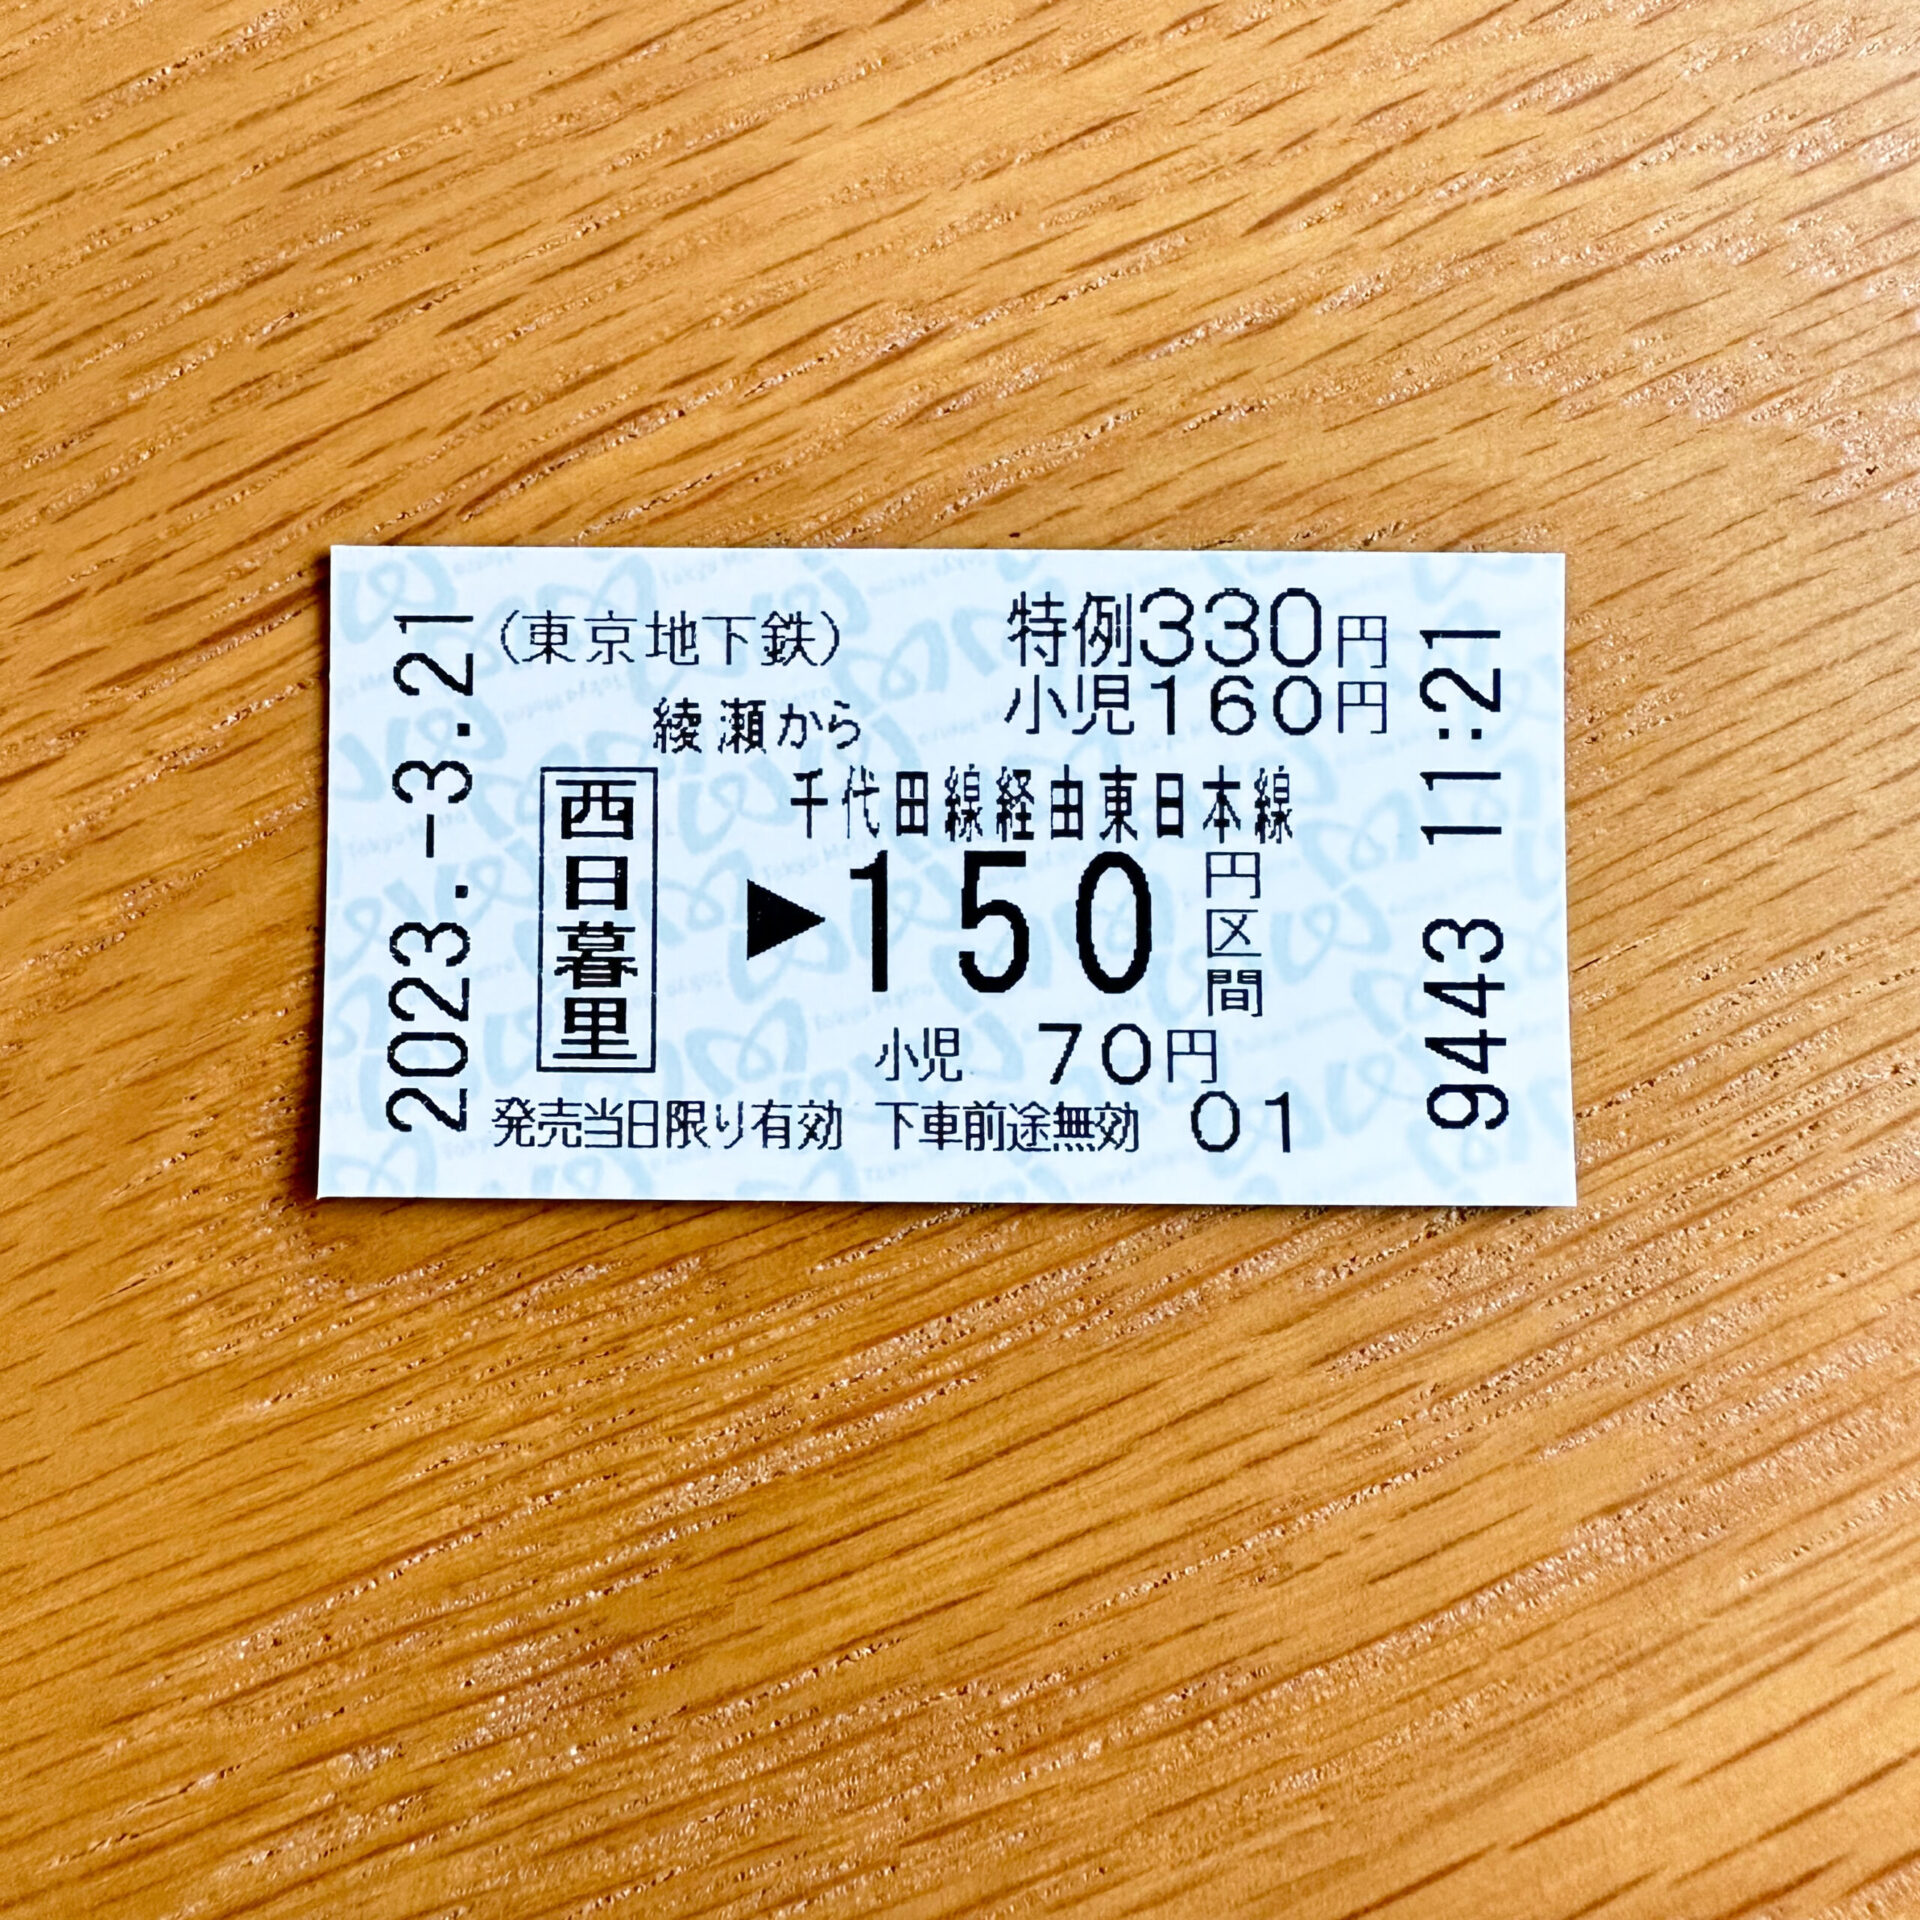 2023.-3.21
(東京地下鉄)
特例330円
小児160円
綾瀬から
千代田線経由東日本線
西日暮里
▶150円区間
小児 70円
発売当日限り有効 下車前途無効 01
9443 11:21